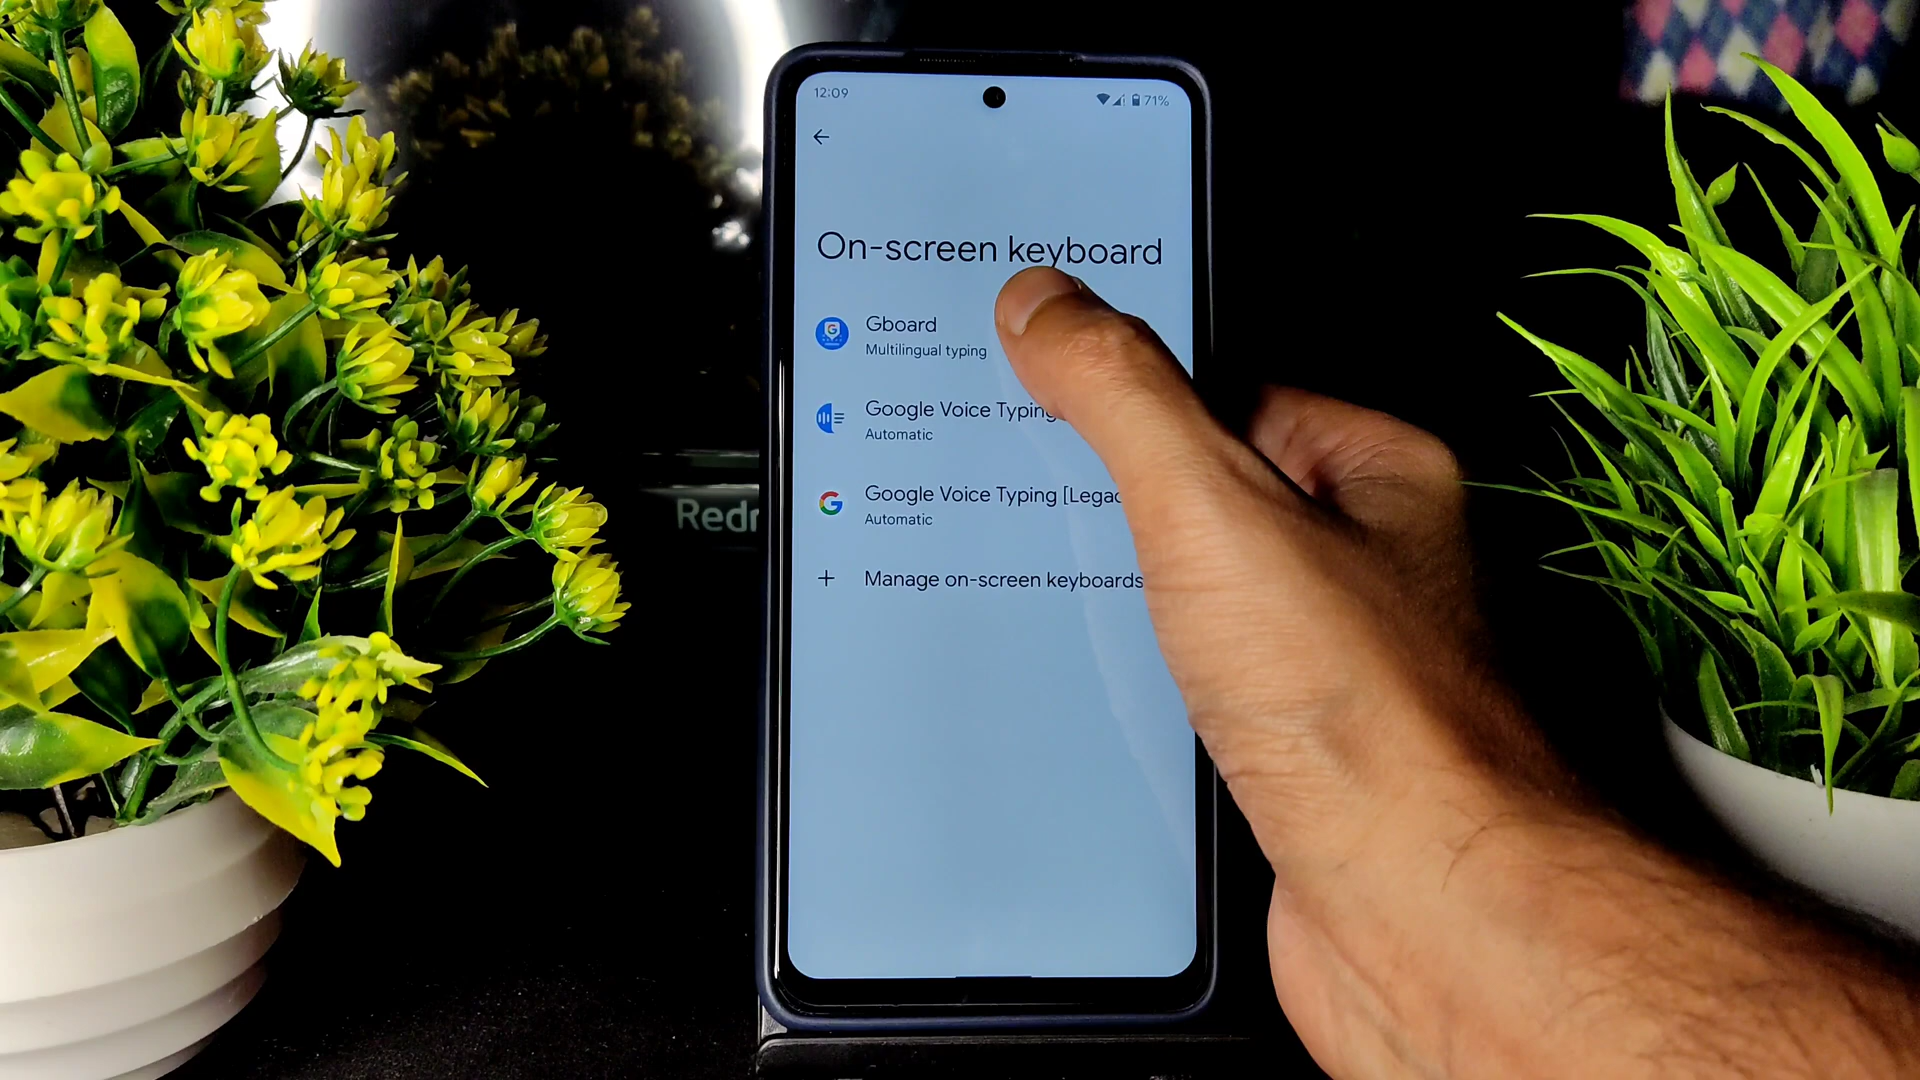 12:09
71%
On-screen keyboard
Gboard
Multilingual typing
Google Voice Typing
Automatic
Google Voice Typing [Legac
Automatic
Manage on-screen keyboards
Redm